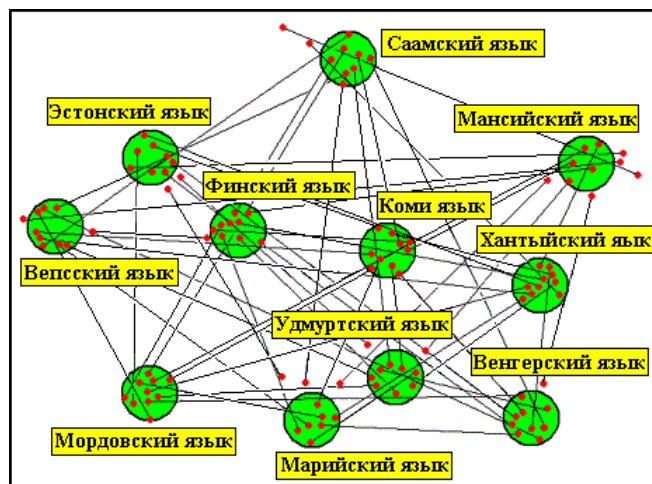 Саамский язык
Эстонский язык
Мансийский язык
Финский язык
Коми язык
Хантыйский яык
Вепсский язык
Удмуртский язык
Венгерский язык
Мордовский язык
Марийский язык